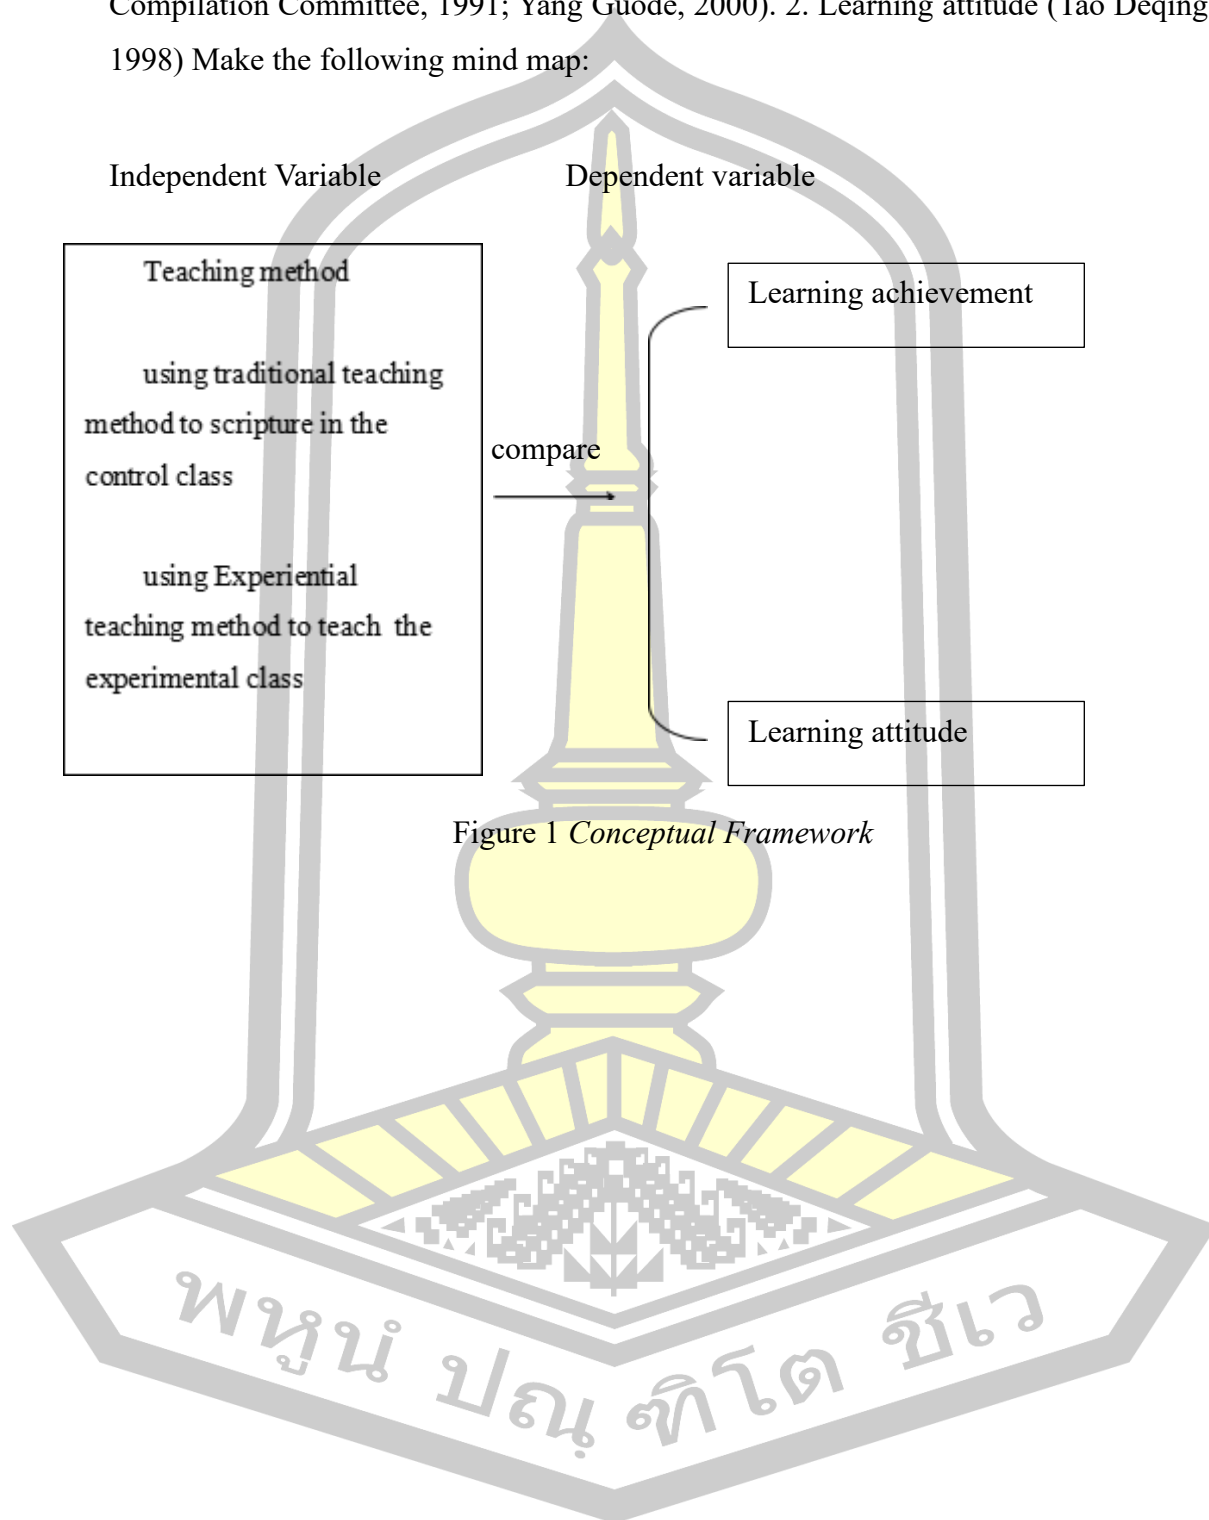 Compilation Committee, 1991; Yang Guode, 2000). 2. Learning attitude (Tao Deqing
1998) Make the following mind map:
Independent Variable
Dependent variable
Teaching method
using traditional teaching
method to scripture in the
control class
using Experiential
teaching method to teach the
experimental class
compare
Learning achievement
Learning attitude
Figure 1 Conceptual Framework
พหูนํ ปณฺฑิโต ชีเว